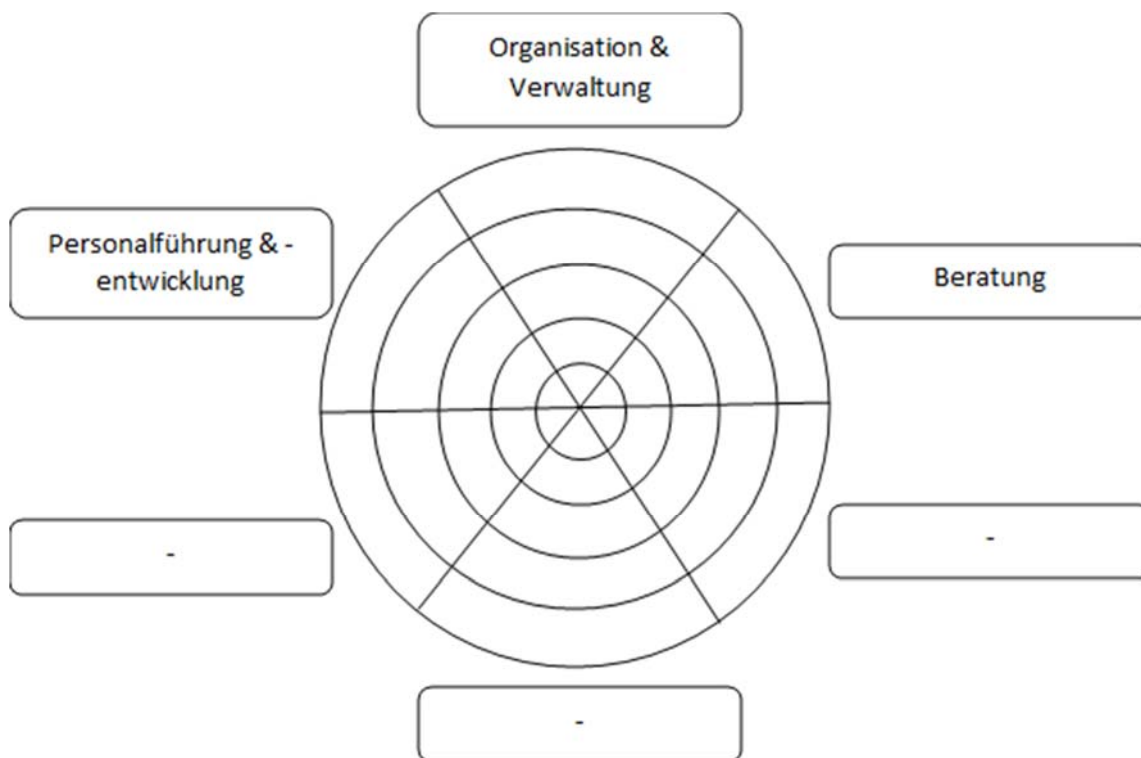 Organisation &
Verwaltung
Personalführung & -
entwicklung
Beratung
-
-
-